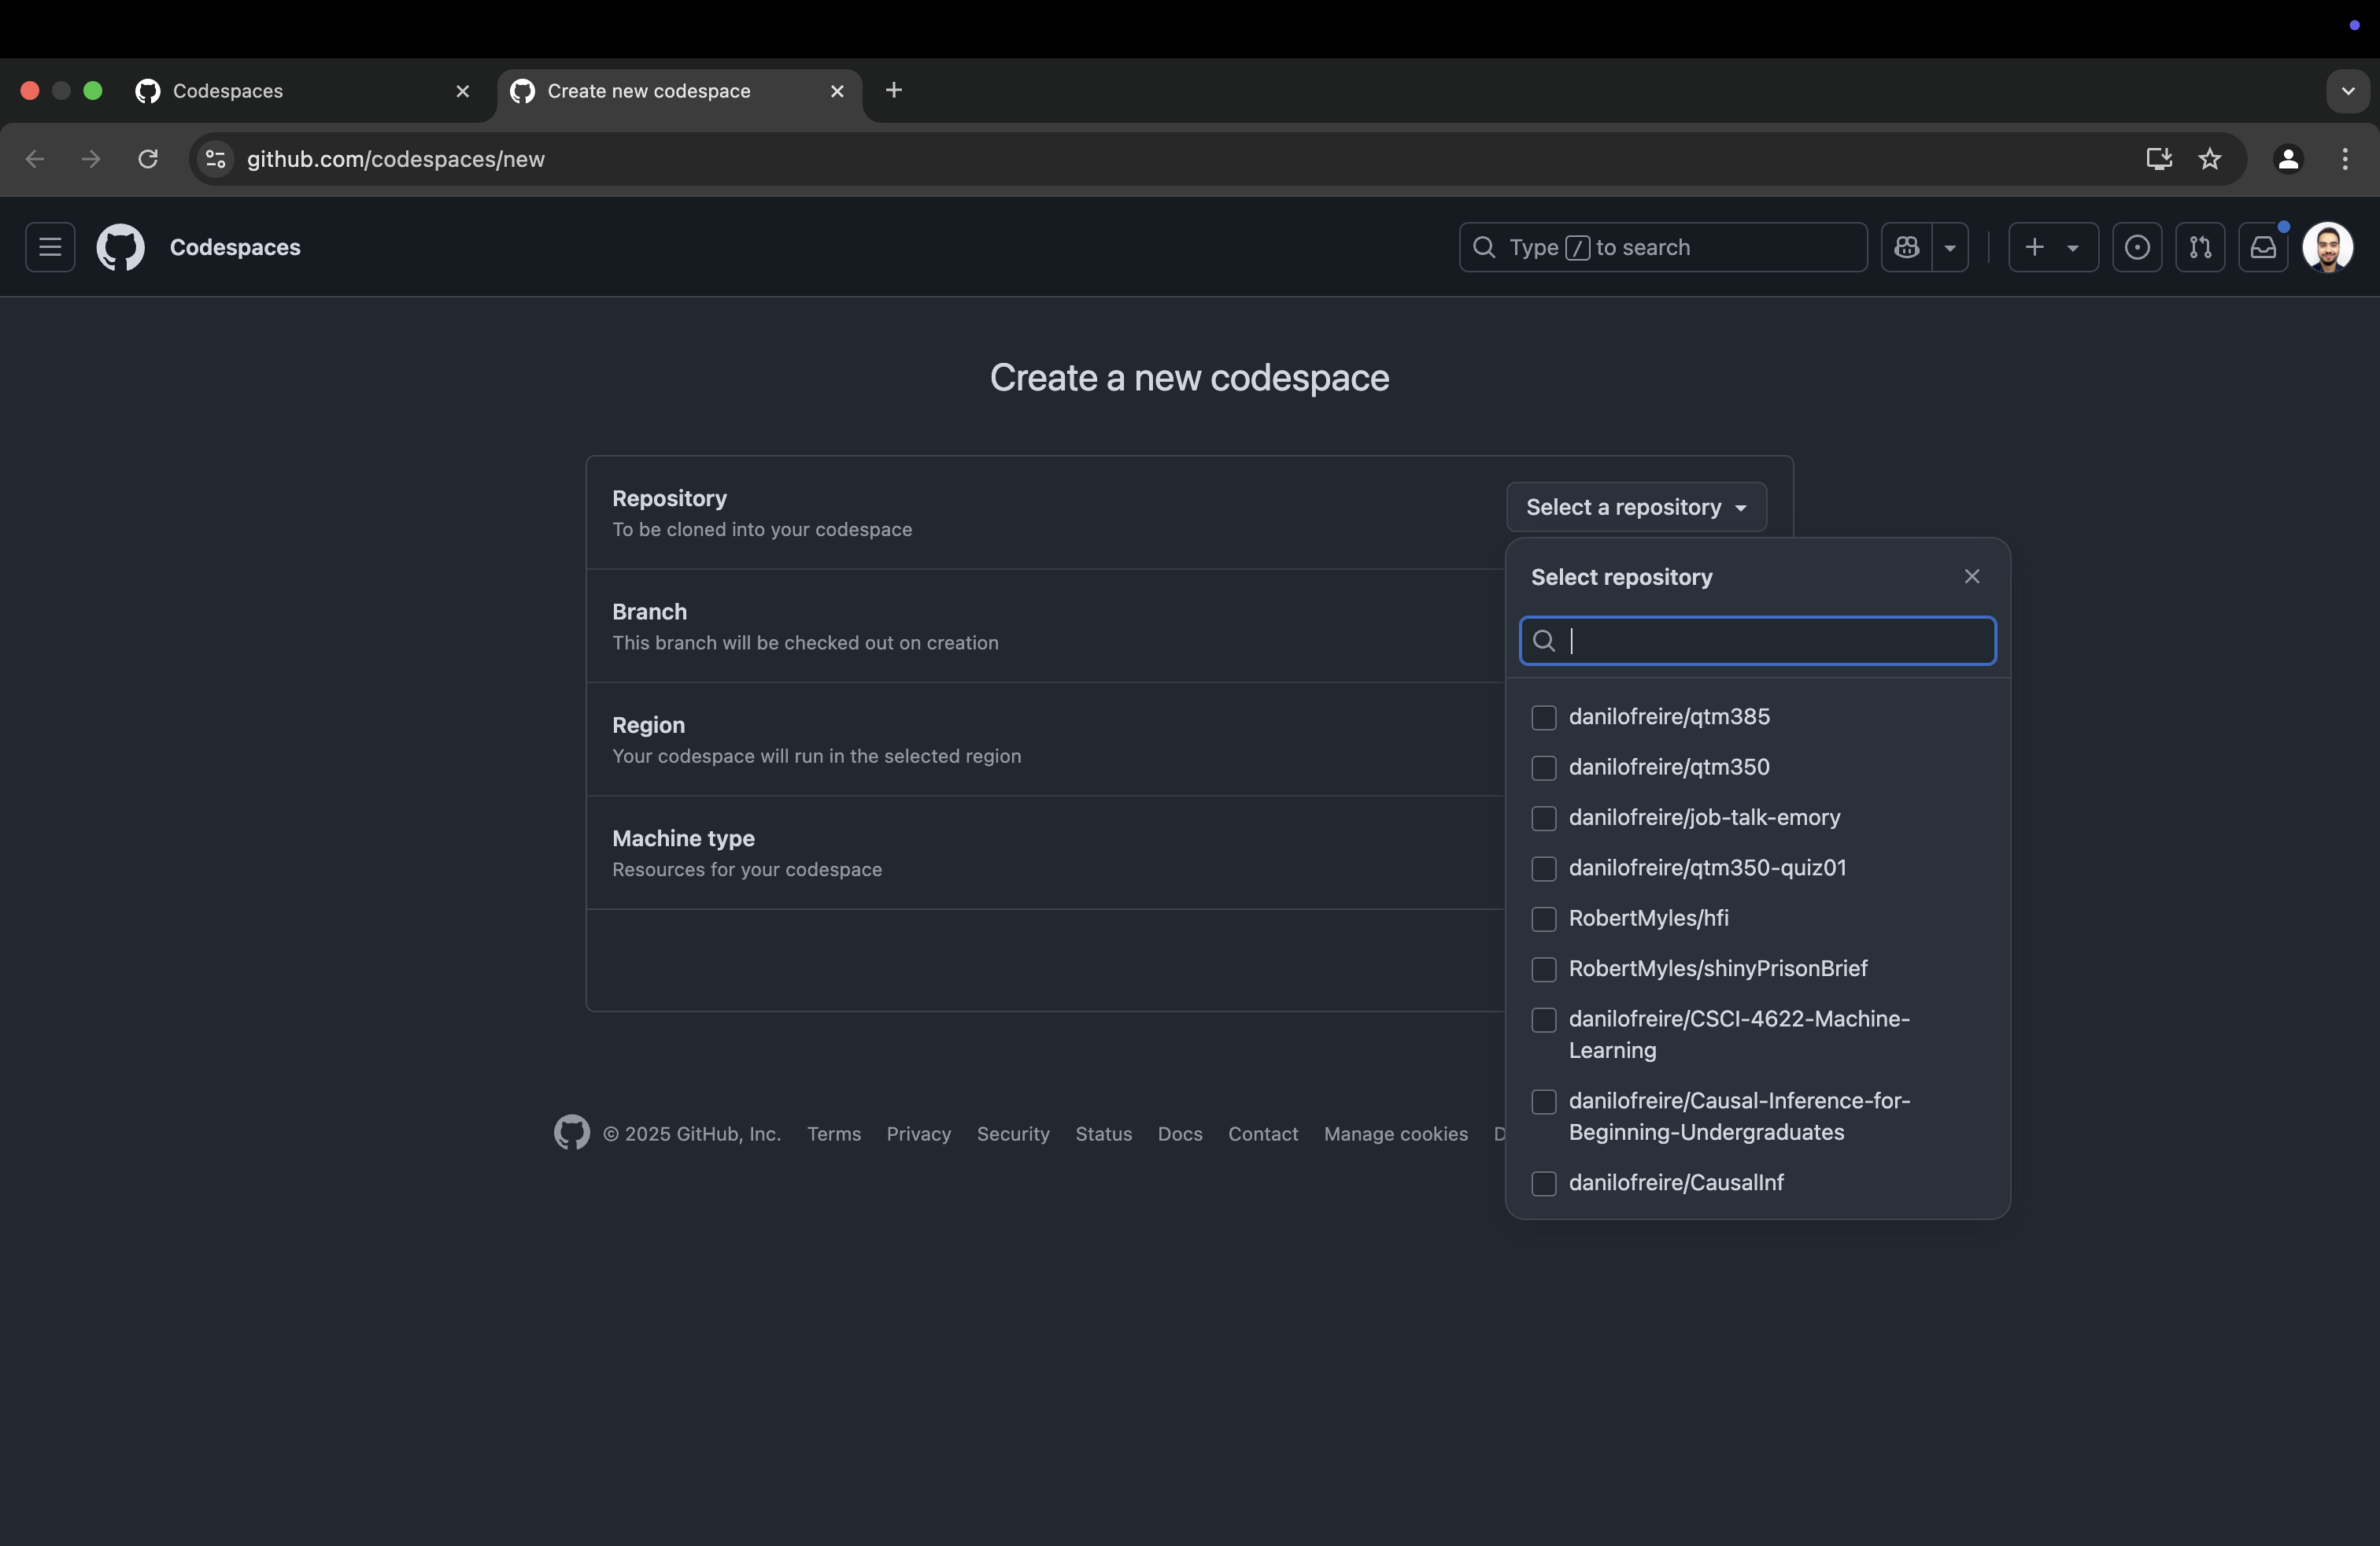 Codespaces
Create new codespace
github.com/codespaces/new
Codespaces
Type / to search
Create a new codespace
Repository
To be cloned into your codespace
Select a repository
Branch
This branch will be checked out on creation
Region
Your codespace will run in the selected region
Machine type
Resources for your codespace
Select repository
danilofreire/qtm385
danilofreire/qtm350
danilofreire/job-talk-emory
danilofreire/qtm350-quiz01
RobertMyles/hfi
RobertMyles/shinyPrisonBrief
danilofreire/CSCI-4622-Machine-
Learning
danilofreire/Causal-Inference-for-
Beginning-Undergraduates
danilofreire/CausalInf
© 2025 GitHub, Inc. Terms Privacy Security Status Docs Contact Manage cookies D